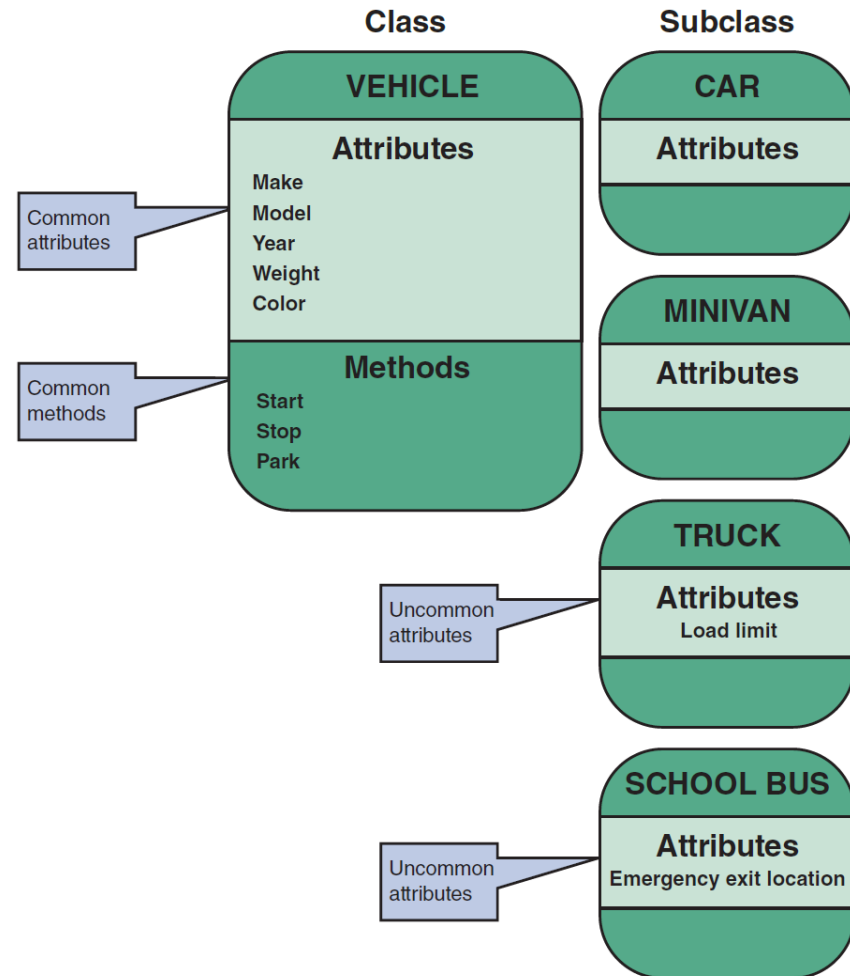 Class
Subclass
VEHICLE
Attributes
Make
Model
Year
Weight
Color
Methods
Start
Stop
Park
Common
attributes
Common
methods
CAR
Attributes
MINIVAN
Attributes
TRUCK
Attributes
Load limit
Uncommon
attributes
SCHOOL BUS
Attributes
Emergency exit location
Uncommon
attributes